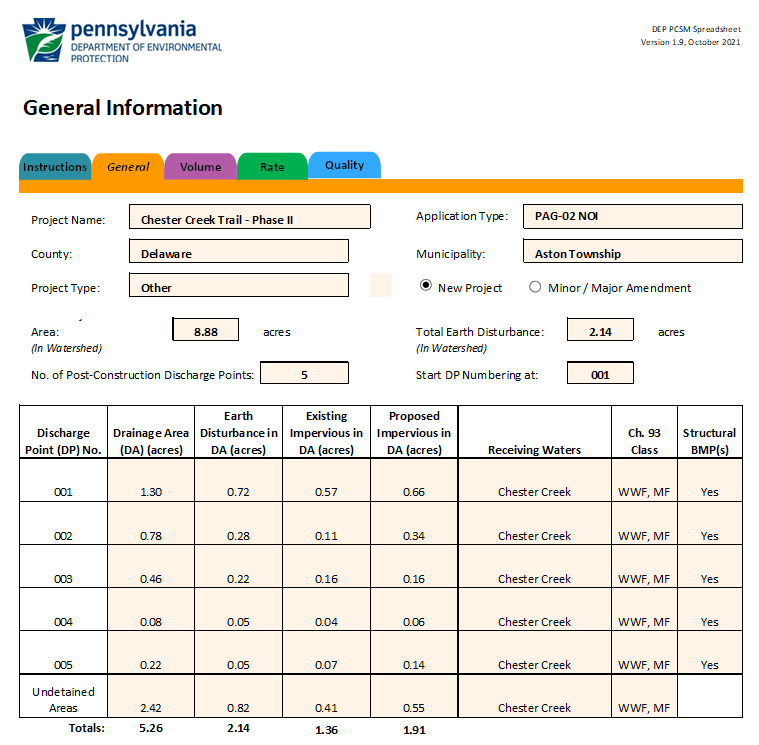 pennsylvania
DEPARTMENT OF ENVIRONMENTAL
PROTECTION
DEP PCSM Spreadsheet
Version 1.9, October 2021
General Information
Instructions General Volume Rate Quality
Project Name: Chester Creek Trail - Phase II Application Type: PAG-02 NOI
County: Delaware Municipality: Aston Township
Project Type: Other New Project Minor / Major Amendment
Area: 8.88 acres Total Earth Disturbance: 2.14 acres
(In Watershed) (In Watershed)
No. of Post-Construction Discharge Points: 5 Start DP Numbering at: 001
Discharge Point (DP) No. Drainage Area (DA) (acres) Earth Disturbance in DA (acres) Existing Impervious in DA (acres) Proposed Impervious in DA (acres) Receiving Waters Ch. 93 Class Structural BMP(s)
001 1.30 0.72 0.57 0.66 Chester Creek WWF, MF Yes
002 0.78 0.28 0.11 0.34 Chester Creek WWF, MF Yes
003 0.46 0.22 0.16 0.16 Chester Creek WWF, MF Yes
004 0.08 0.05 0.04 0.06 Chester Creek WWF, MF Yes
005 0.22 0.05 0.07 0.14 Chester Creek WWF, MF Yes
Undetained Areas 2.42 0.82 0.41 0.55 Chester Creek WWF, MF
Totals: 5.26 2.14 1.36 1.91